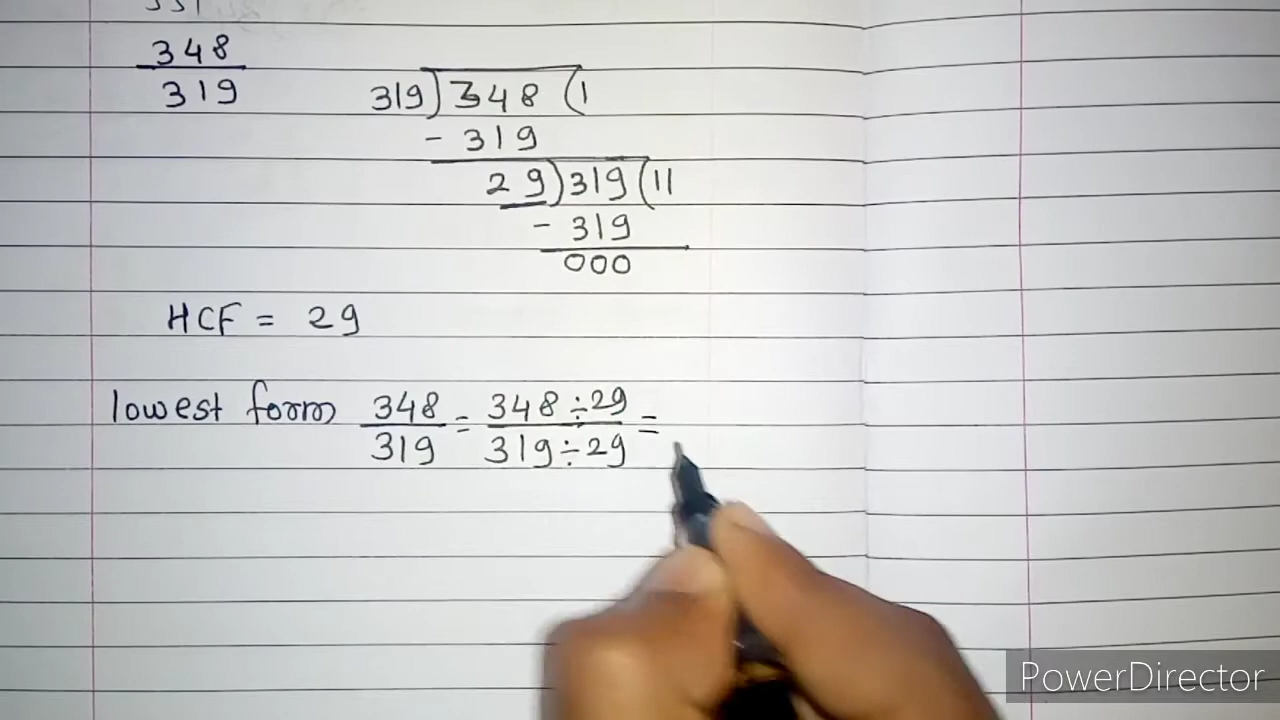 348
319
319)348(1
- 319
29)319(11
- 319
000
HCF = 29
lowest form 348/319 = 348÷29/319÷29 =
PowerDirector